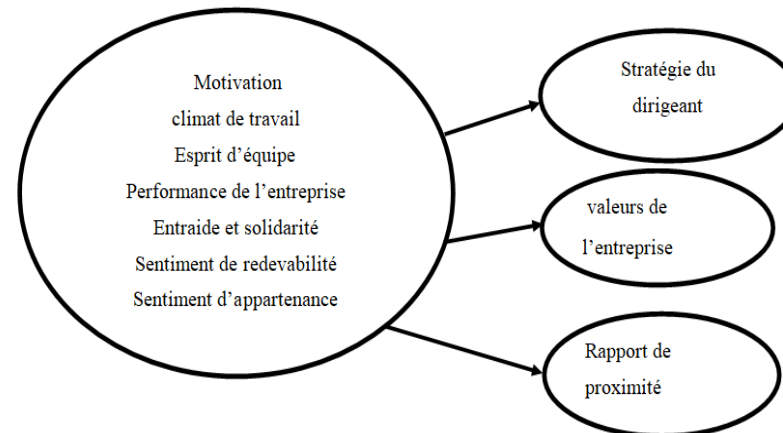 Motivation
climat de travail
Esprit d’équipe
Performance de l’entreprise
Entraide et solidarité
Sentiment de redevabilité
Sentiment d’appartenance
Stratégie du
dirigeant
valeurs de
l’entreprise
Rapport de
proximité